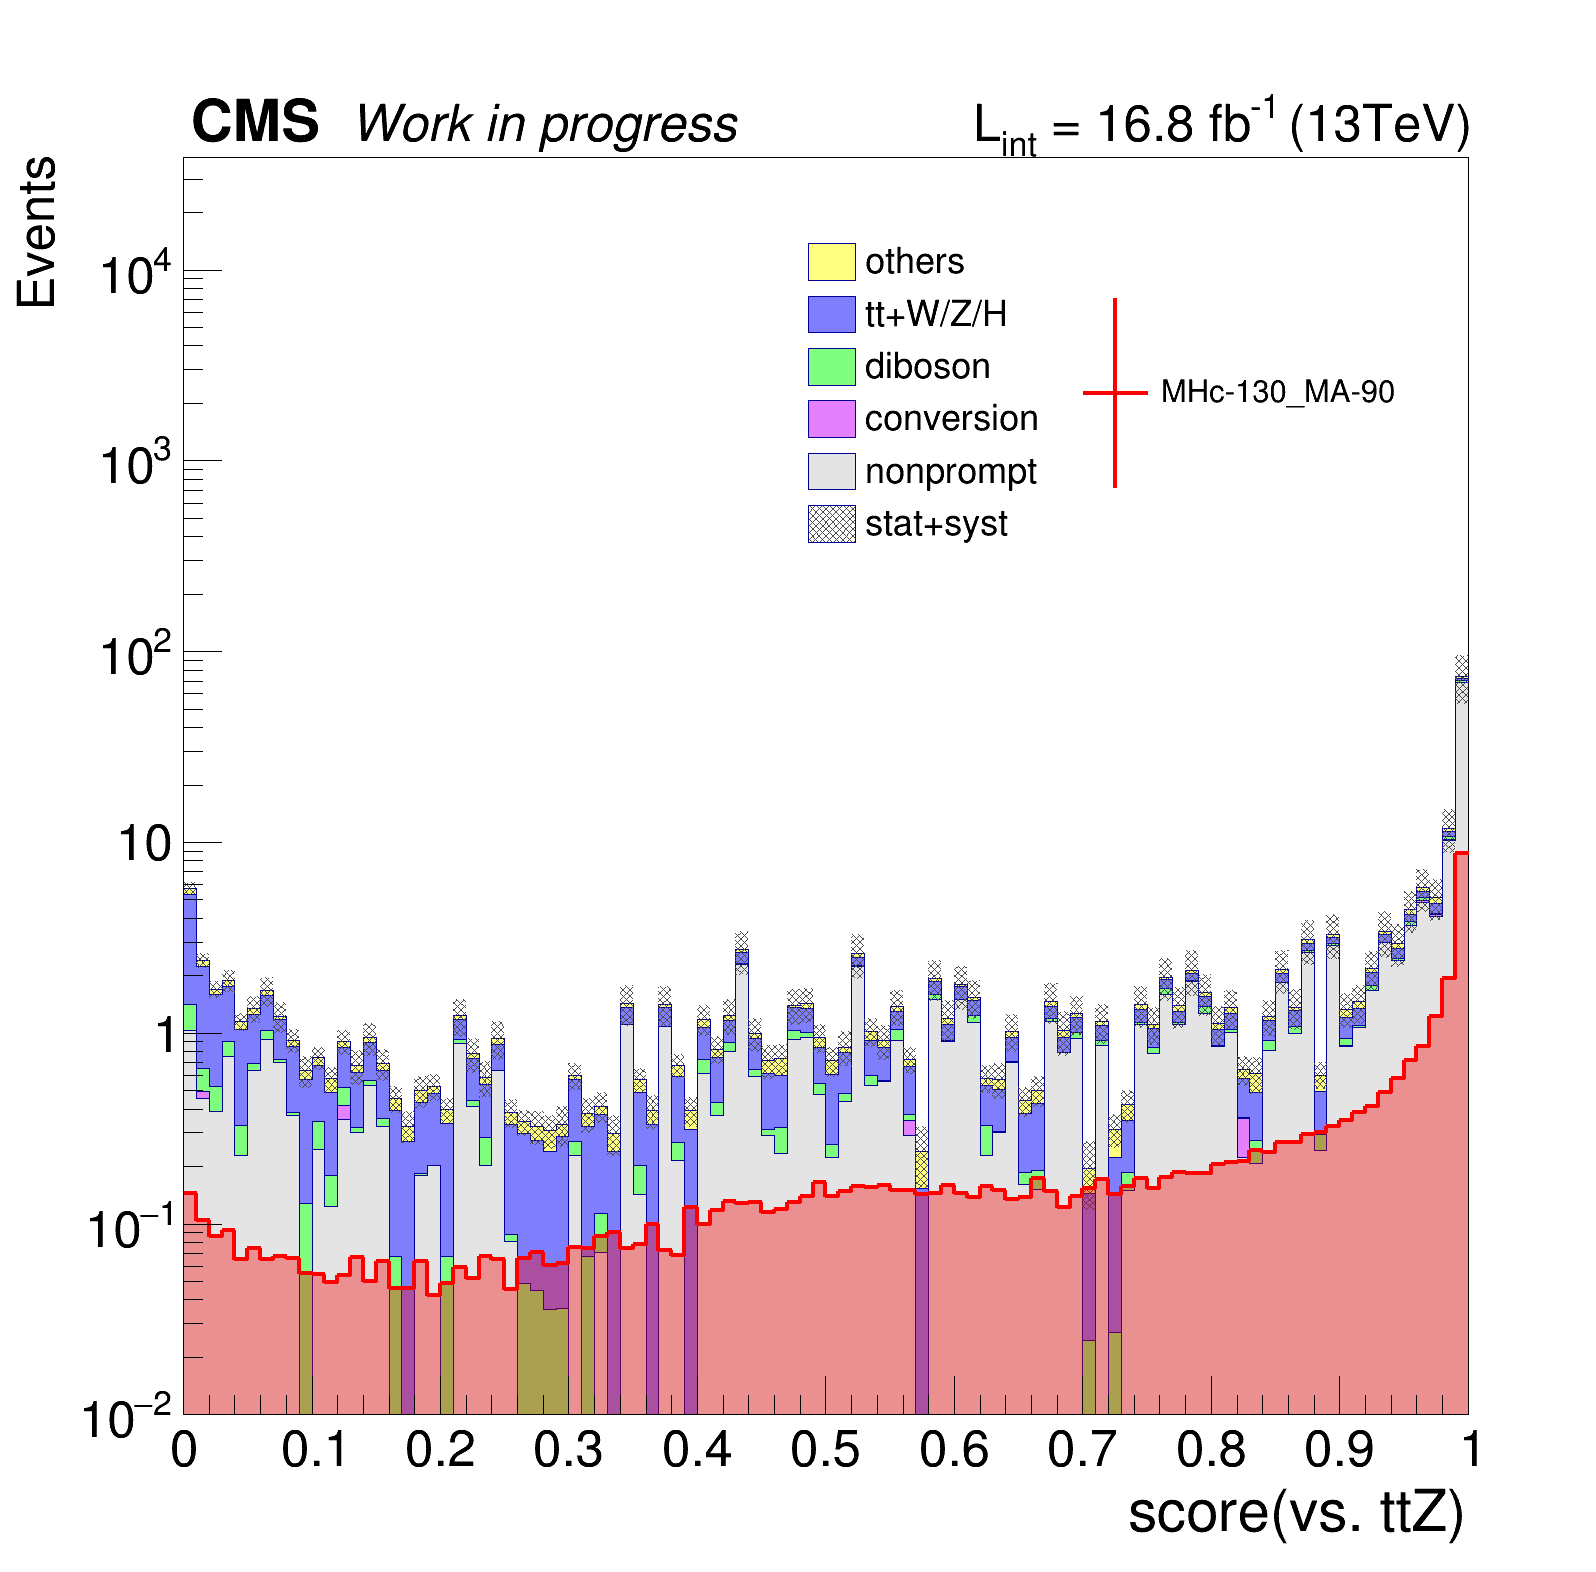 CMS Work in progress
L_int = 16.8 fb^-1 (13TeV)
Events
others
tt+W/Z/H
diboson
conversion
nonprompt
stat+syst
MHc-130_MA-90
10^4
10^3
10^2
10
1
10^−1
10^−2
0 0.1 0.2 0.3 0.4 0.5 0.6 0.7 0.8 0.9 1
score(vs. ttZ)